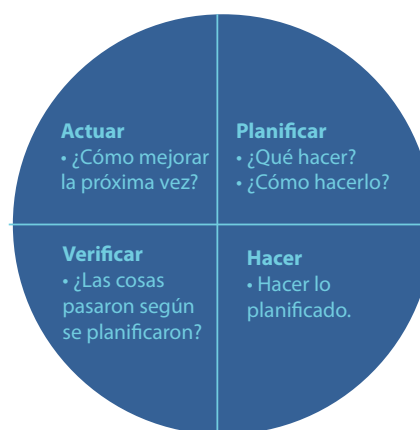 Actuar
• ¿Cómo mejorar
la próxima vez?
Planificar
• ¿Qué hacer?
• ¿Cómo hacerlo?
Verificar
• ¿Las cosas
pasaron según
se planificaron?
Hacer
• Hacer lo
planificado.